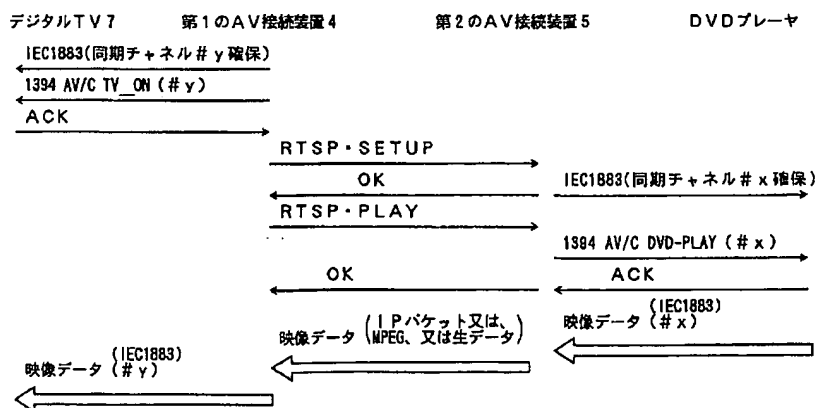 デジタルTV7 第1のAV接続装置4 第2のAV接続装置5 DVDプレーヤ
IEC1883(同期チャネル#y確保)
1394 AV/C TV_ON(#y)
ACK
RTSP・SETUP
OK
IEC1883(同期チャネル#x確保)
RTSP・PLAY
1394 AV/C DVD-PLAY(#x)
OK
ACK
映像データ(IEC1883)
(#x)
映像データ(IPパケット又は、
MPEG、又は生データ)
映像データ(IEC1883)
(#y)